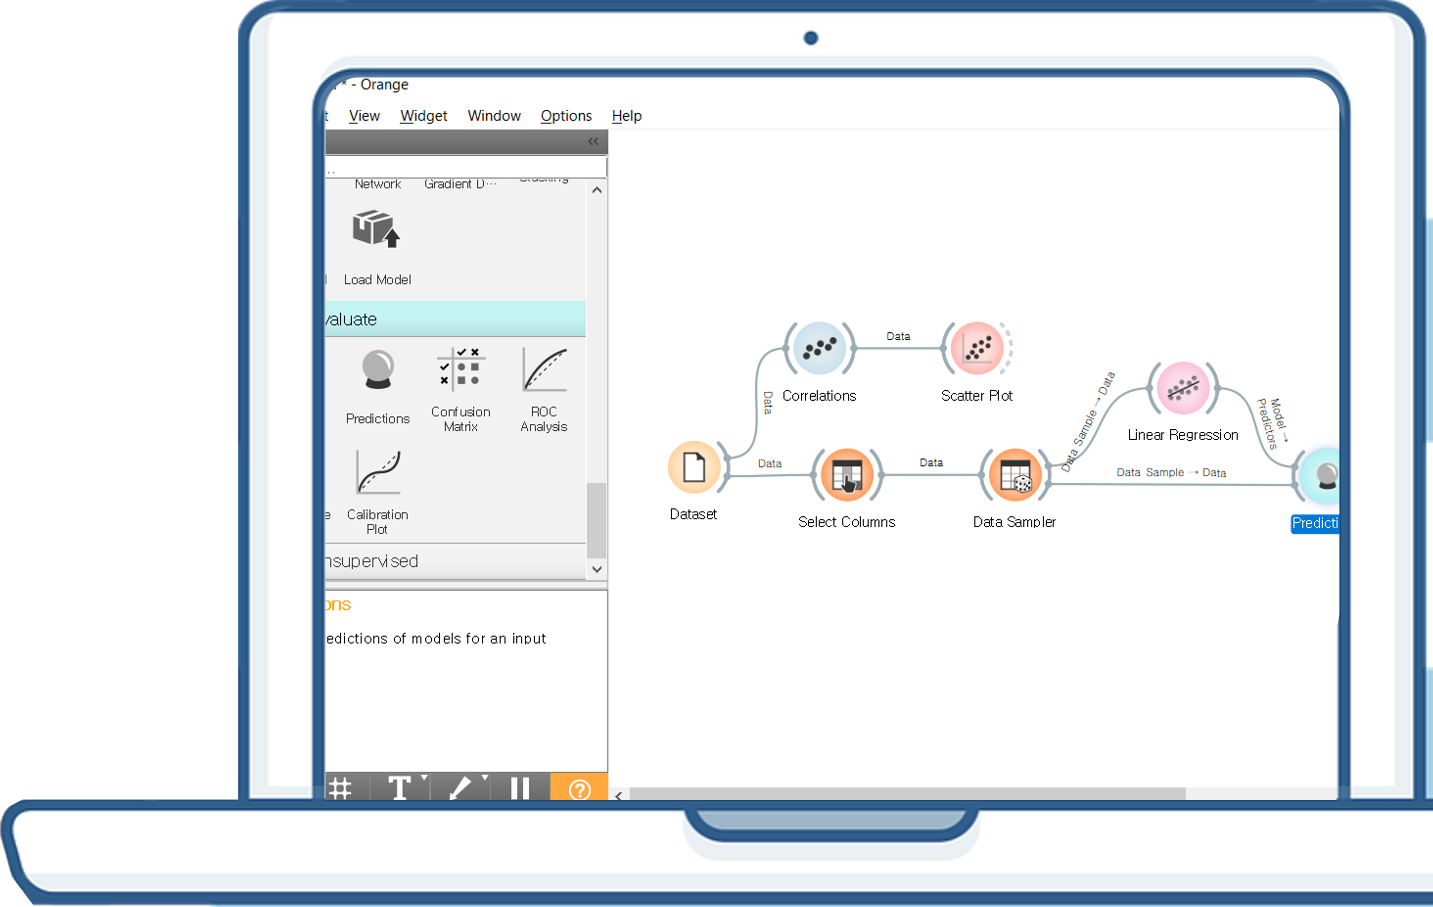 * - Orange
t View Widget Window Options Help
..
Network Gradient D...
Load Model
valuate
Predictions
Confusion
Matrix
ROC
Analysis
e Calibration
Plot
nsupervised
ons
edictions of models for an input
Data
Correlations
Scatter Plot
Data
Data
Data
Data Sample → Data
Linear Regression
Model →
Predictors
Data Sample → Data
Dataset
Select Columns
Data Sampler
Predicti